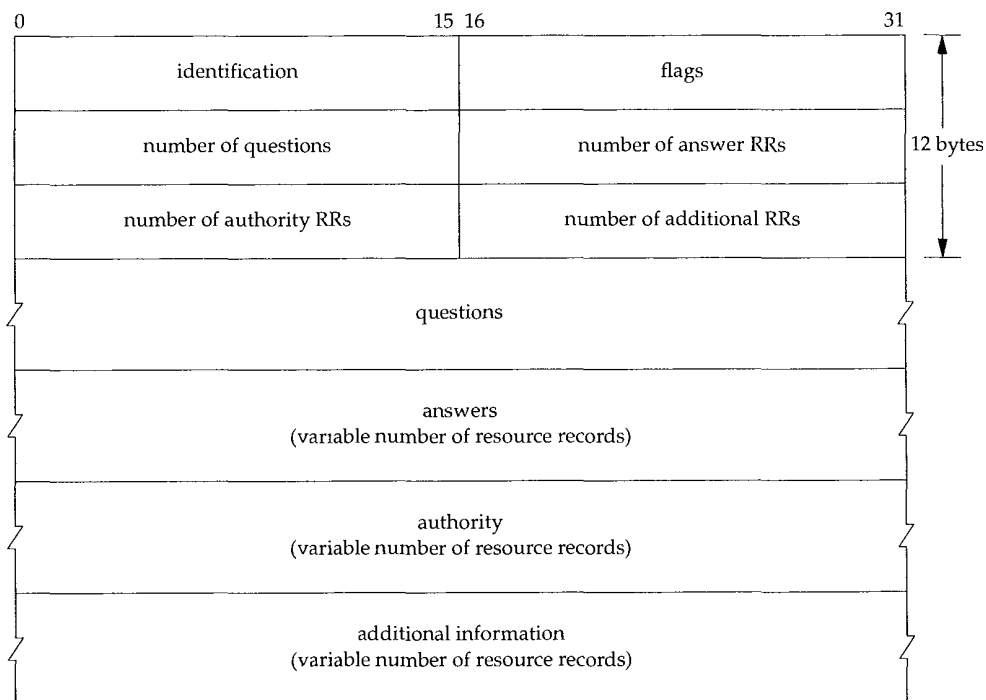 0 15 16 31
identification flags
number of questions number of answer RRs 12 bytes
number of authority RRs number of additional RRs
questions
answers
(variable number of resource records)
authority
(variable number of resource records)
additional information
(variable number of resource records)